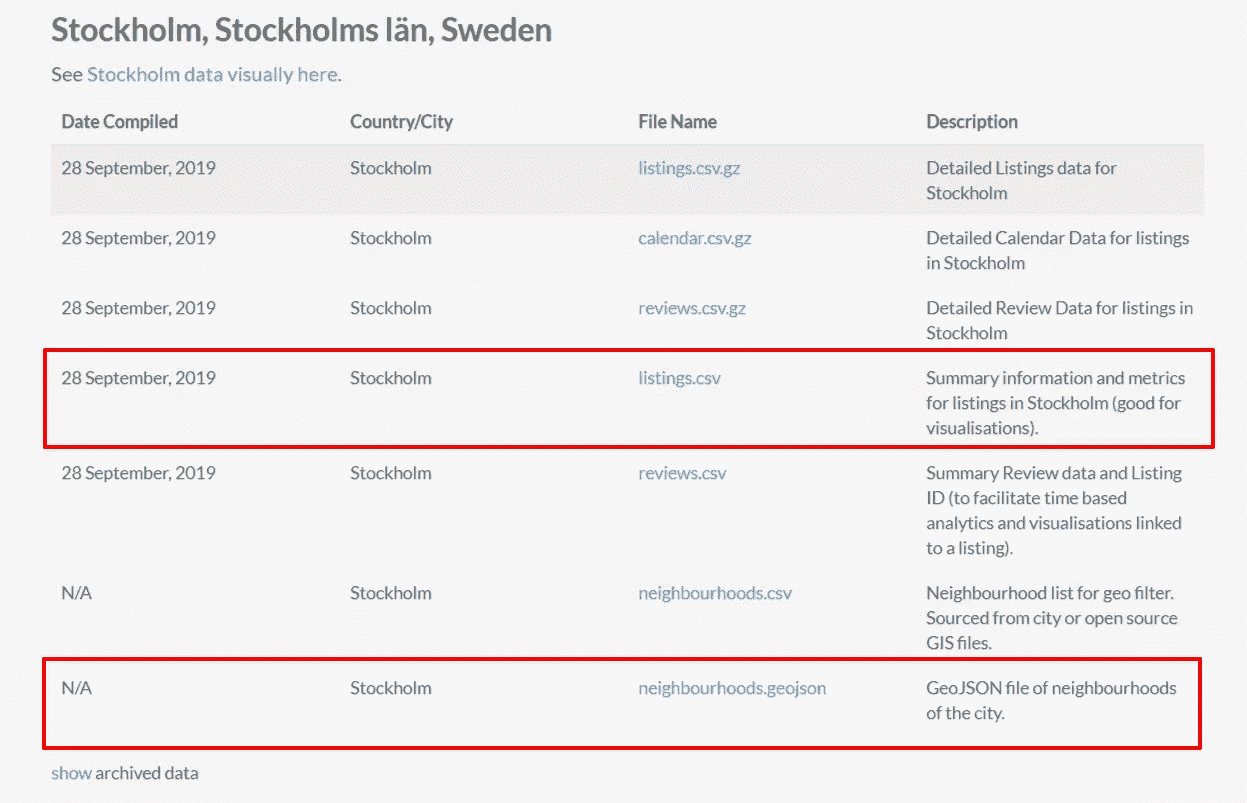 Stockholm, Stockholms län, Sweden
See Stockholm data visually here.
Date Compiled Country/City File Name Description
28 September, 2019 Stockholm listings.csv.gz Detailed Listings data for
Stockholm
28 September, 2019 Stockholm calendar.csv.gz Detailed Calendar Data for listings
in Stockholm
28 September, 2019 Stockholm reviews.csv.gz Detailed Review Data for listings in
Stockholm
28 September, 2019 Stockholm listings.csv Summary information and metrics
for listings in Stockholm (good for
visualisations).
28 September, 2019 Stockholm reviews.csv Summary Review data and Listing
ID (to facilitate time based
analytics and visualisations linked
to a listing).
N/A Stockholm neighbourhoods.csv Neighbourhood list for geo filter.
Sourced from city or open source
GIS files.
N/A Stockholm neighbourhoods.geojson GeoJSON file of neighbourhoods
of the city.
show archived data